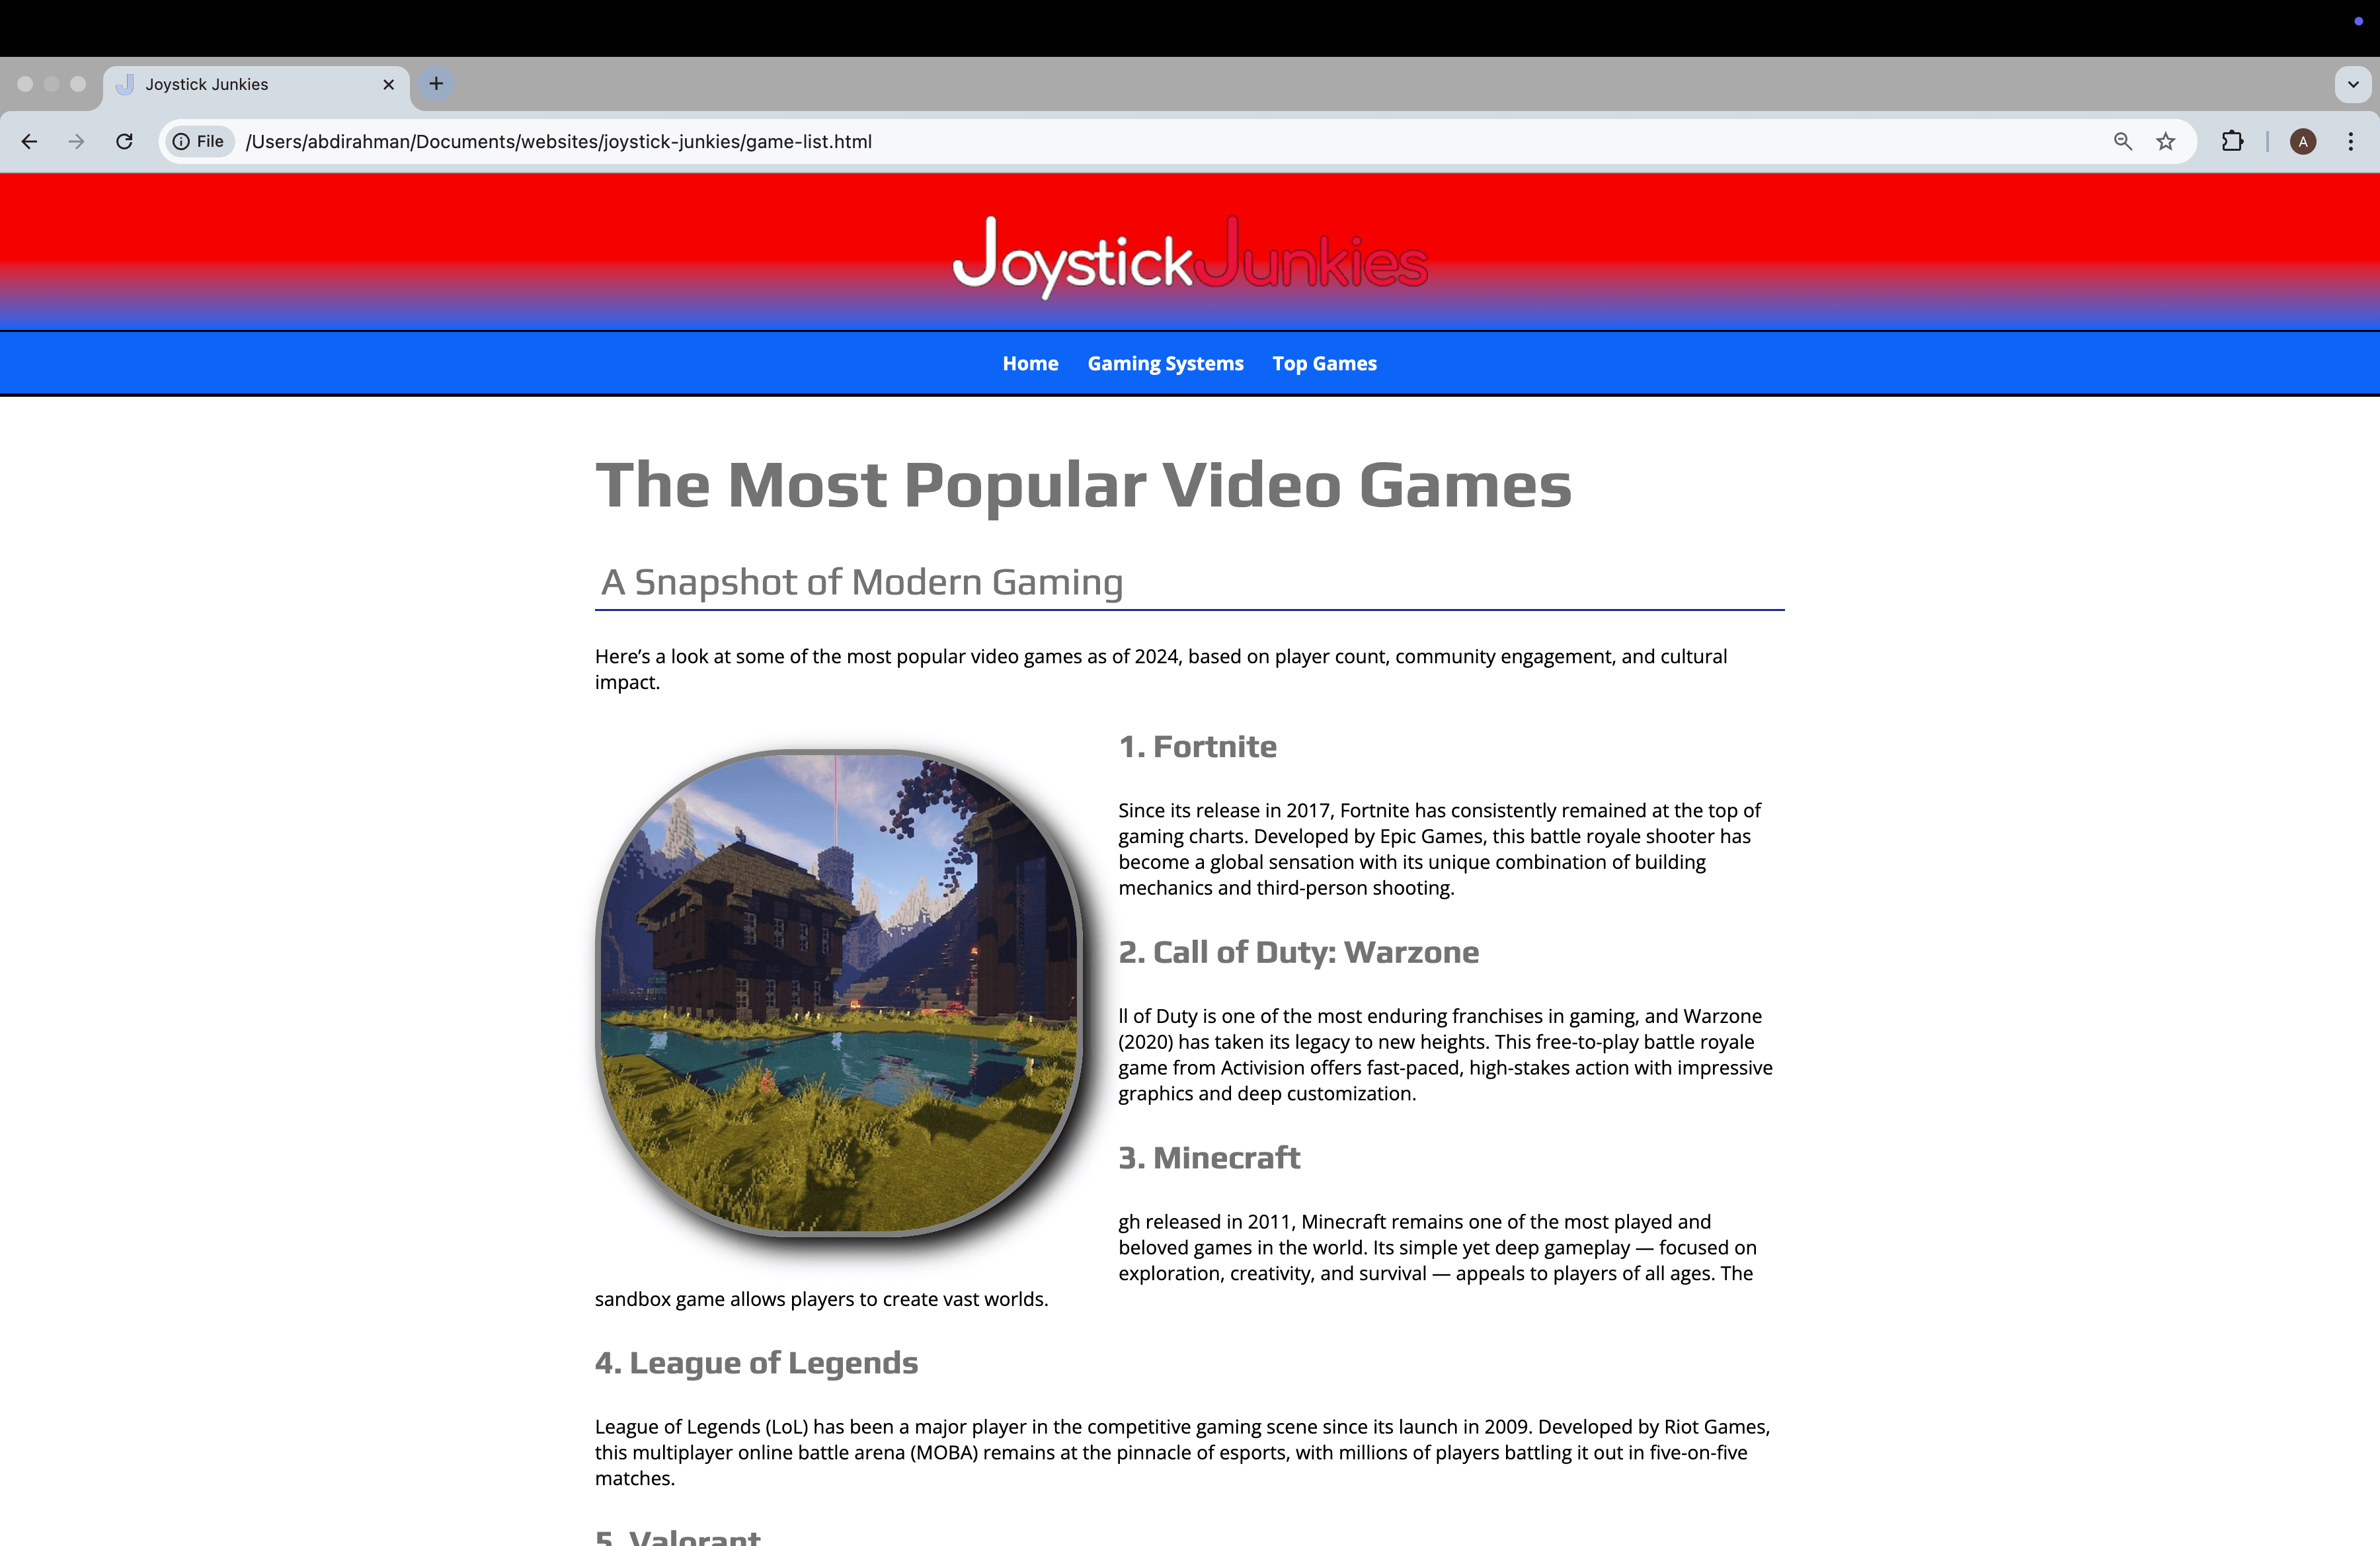 Joystick Junkies
File
/Users/abdirahman/Documents/websites/joystick-junkies/game-list.html
A
JoystickJunkies
Home Gaming Systems Top Games
The Most Popular Video Games
A Snapshot of Modern Gaming
Here’s a look at some of the most popular video games as of 2024, based on player count, community engagement, and cultural
impact.
1. Fortnite
Since its release in 2017, Fortnite has consistently remained at the top of
gaming charts. Developed by Epic Games, this battle royale shooter has
become a global sensation with its unique combination of building
mechanics and third-person shooting.
2. Call of Duty: Warzone
ll of Duty is one of the most enduring franchises in gaming, and Warzone
(2020) has taken its legacy to new heights. This free-to-play battle royale
game from Activision offers fast-paced, high-stakes action with impressive
graphics and deep customization.
3. Minecraft
gh released in 2011, Minecraft remains one of the most played and
beloved games in the world. Its simple yet deep gameplay — focused on
exploration, creativity, and survival — appeals to players of all ages. The
sandbox game allows players to create vast worlds.
4. League of Legends
League of Legends (LoL) has been a major player in the competitive gaming scene since its launch in 2009. Developed by Riot Games,
this multiplayer online battle arena (MOBA) remains at the pinnacle of esports, with millions of players battling it out in five-on-five
matches.
5. Valorant